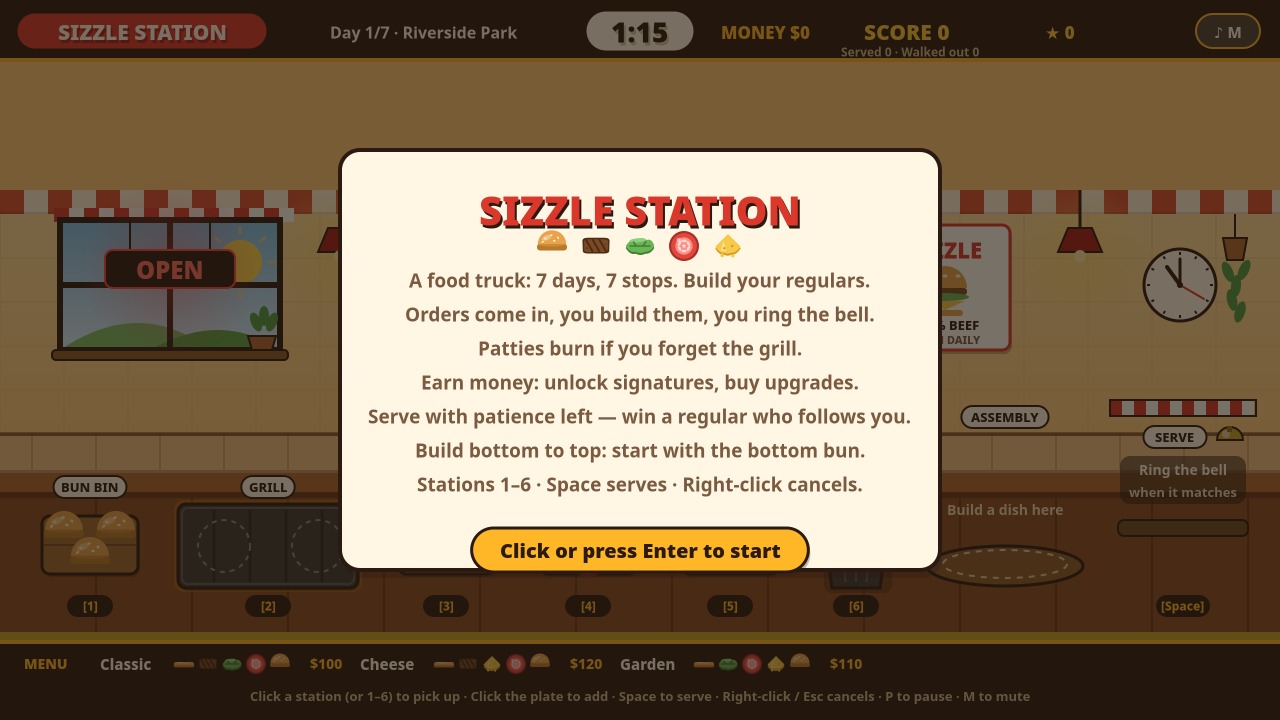 SIZZLE STATION
Day 1/7 · Riverside Park
1:15
MONEY $0
SCORE 0
Served 0 · Walked out 0
★ 0
♪ M
OPEN
SIZZLE STATION
A food truck: 7 days, 7 stops. Build your regulars.
Orders come in, you build them, you ring the bell.
Patties burn if you forget the grill.
Earn money: unlock signatures, buy upgrades.
Serve with patience left — win a regular who follows you.
Build bottom to top: start with the bottom bun.
Stations 1–6 · Space serves · Right-click cancels.
Click or press Enter to start
ZLE
BEEF
DAILY
ASSEMBLY
SERVE
Ring the bell
when it matches
BUN BIN
GRILL
Build a dish here
[1]
[2]
[3]
[4]
[5]
[6]
[Space]
MENU
Classic
$100
Cheese
$120
Garden
$110
Click a station (or 1–6) to pick up · Click the plate to add · Space to serve · Right-click / Esc cancels · P to pause · M to mute